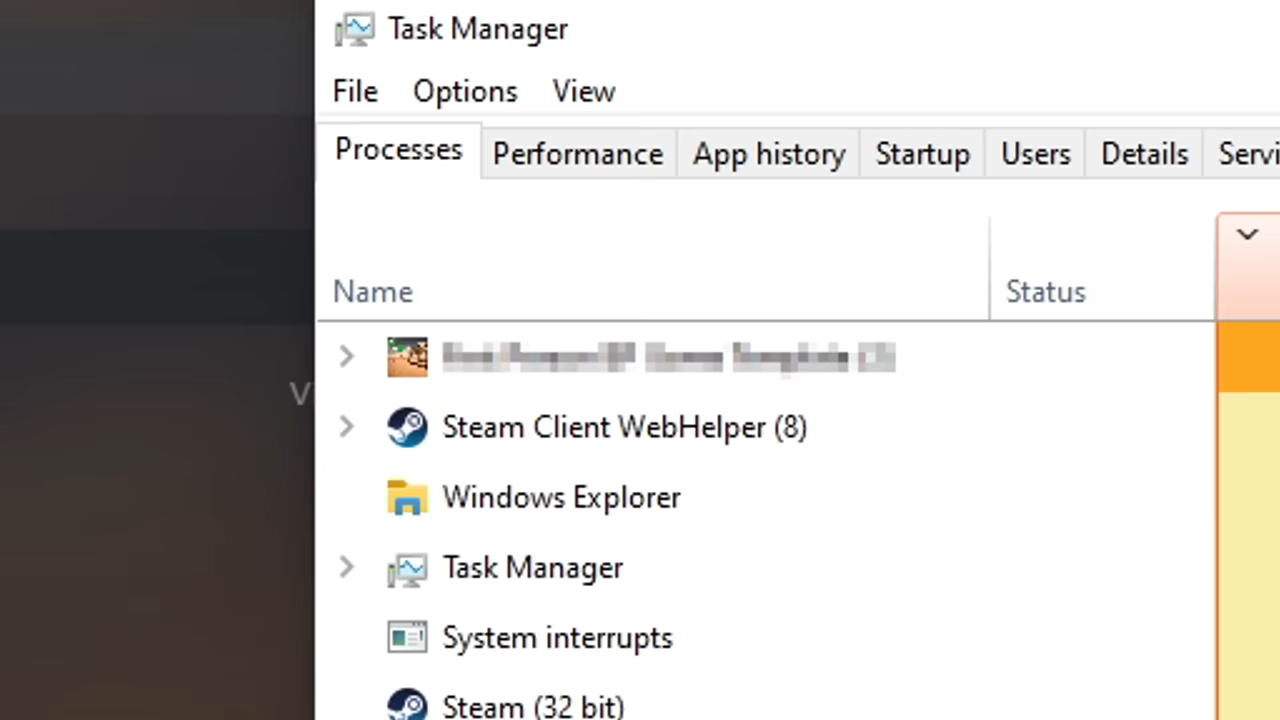 Task Manager
File Options View
Processes Performance App history Startup Users Details Servi
Name Status
Steam Client WebHelper (8)
Windows Explorer
Task Manager
System interrupts
Steam (32 bit)